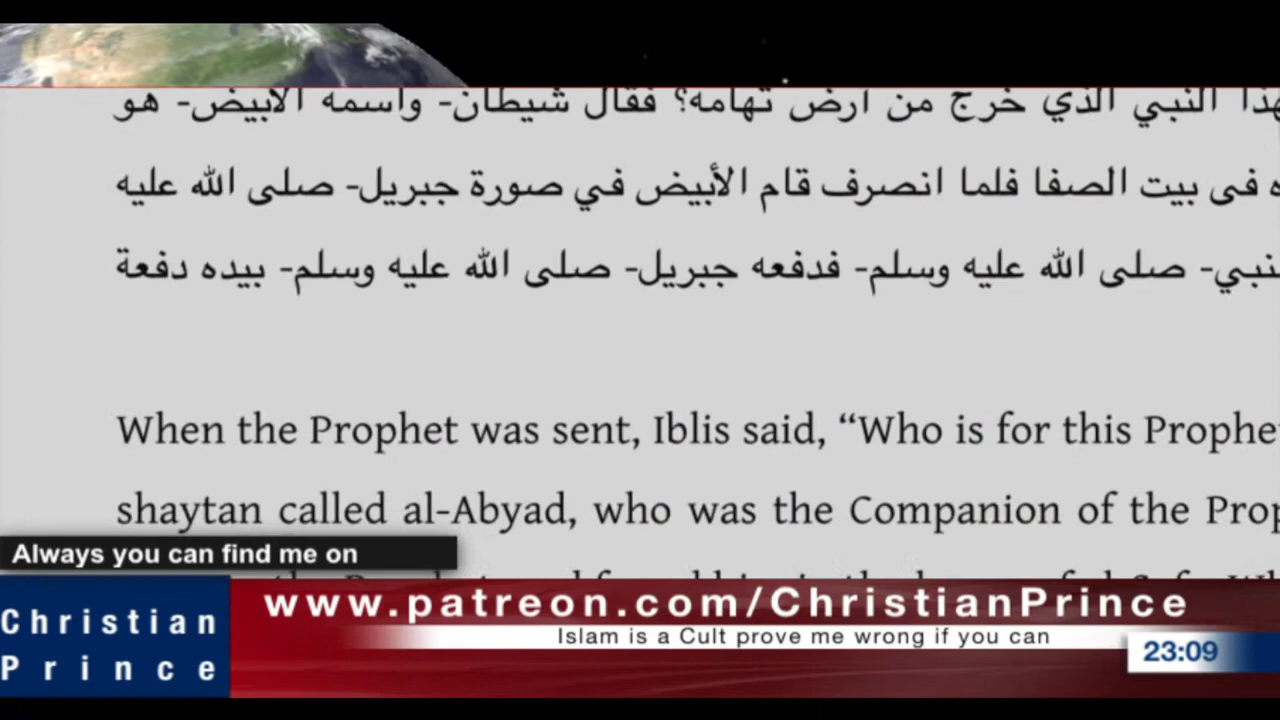 هذا النبي الذي خرج من أرض تهامه؟ فقال شيطان- واسمه الأبيض- هو
فى بيت الصفا فلما انصرف قام الأبيض في صورة جبريل- صلى الله عليه
صلى الله عليه وسلم- فدفعه جبريل- صلى الله عليه وسلم- بيده دفعة
When the Prophet was sent, Iblis said, “Who is for this Prophe
shaytan called al-Abyad, who was the Companion of the Prop
Always you can find me on
www.patreon.com/ChristianPrince
Islam is a Cult prove me wrong if you can
Christian
Prince
23:09